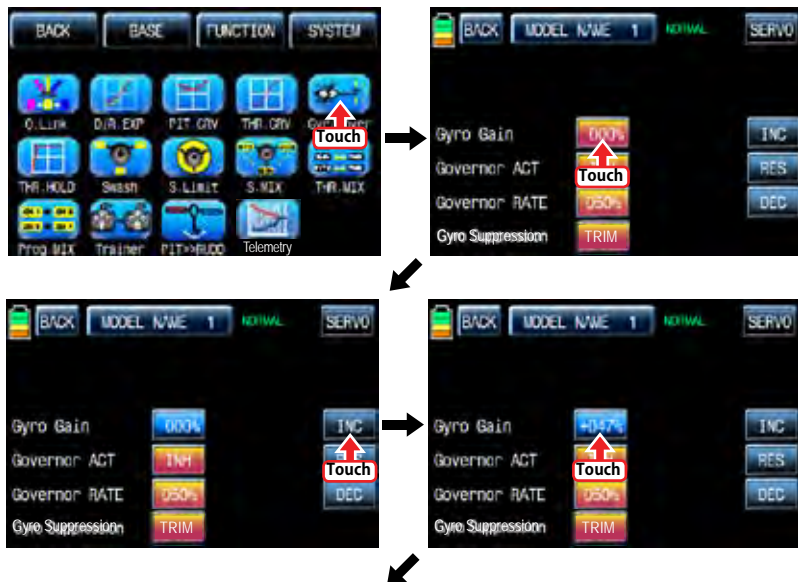 BACK BASE FUNCTION SYSTEM
Q.Link D/R.EXP PIT.CRV THR.CRV
Touch
THR.HOLD Swash S.Limit S.MIX THR.MIX
Prog.MIX Trainer PIT>>RUDD Telemetry
BACK MODEL NAME 1 NORMAL SERVO
Gyro Gain 000% INC
Governor ACT Touch RES
Governor RATE 050% DEC
Gyro Suppression TRIM
BACK MODEL NAME 1 NORMAL SERVO
Gyro Gain 000% INC
Governor ACT INH Touch
Governor RATE 050% DEC
Gyro Suppression TRIM
BACK MODEL NAME 1 NORMAL SERVO
Gyro Gain +047% INC
Governor ACT Touch RES
Governor RATE 050% DEC
Gyro Suppression TRIM